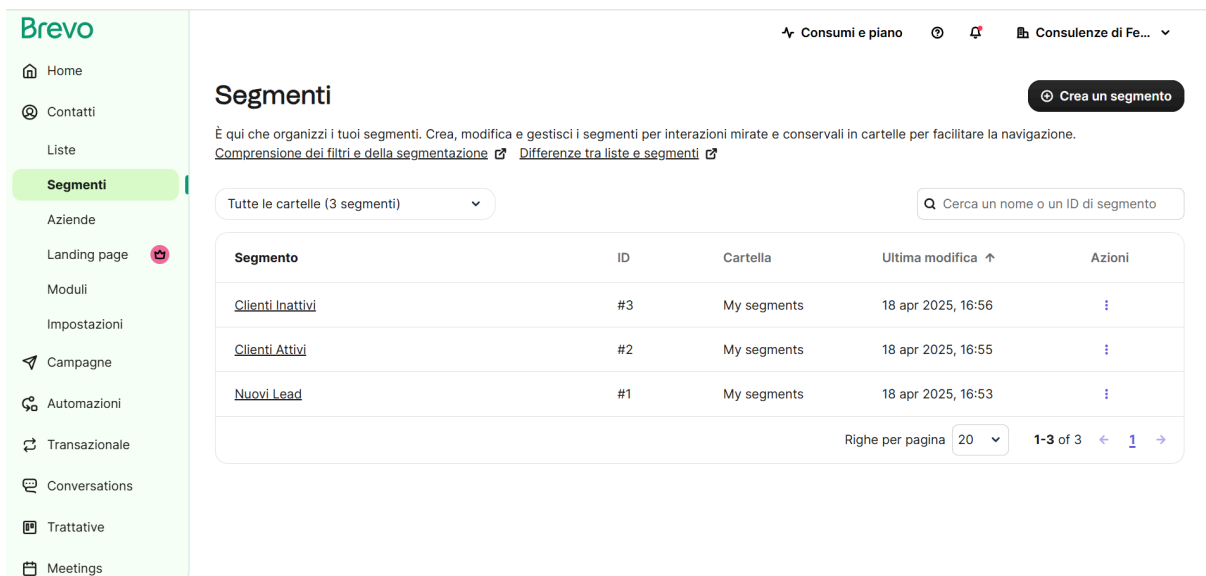 Brevo
Consumi e piano
Consulenze di Fe...
Home
Contatti
Liste
Segmenti
Aziende
Landing page
Moduli
Impostazioni
Campagne
Automazioni
Transazionale
Conversations
Trattative
Meetings
Segmenti
Crea un segmento
È qui che organizzi i tuoi segmenti. Crea, modifica e gestisci i segmenti per interazioni mirate e conservali in cartelle per facilitare la navigazione.
Comprensione dei filtri e della segmentazione Differenze tra liste e segmenti
Tutte le cartelle (3 segmenti)
Cerca un nome o un ID di segmento
Segmento ID Cartella Ultima modifica Azioni
Clienti Inattivi #3 My segments 18 apr 2025, 16:56
Clienti Attivi #2 My segments 18 apr 2025, 16:55
Nuovi Lead #1 My segments 18 apr 2025, 16:53
Righe per pagina 20 1-3 of 3 1